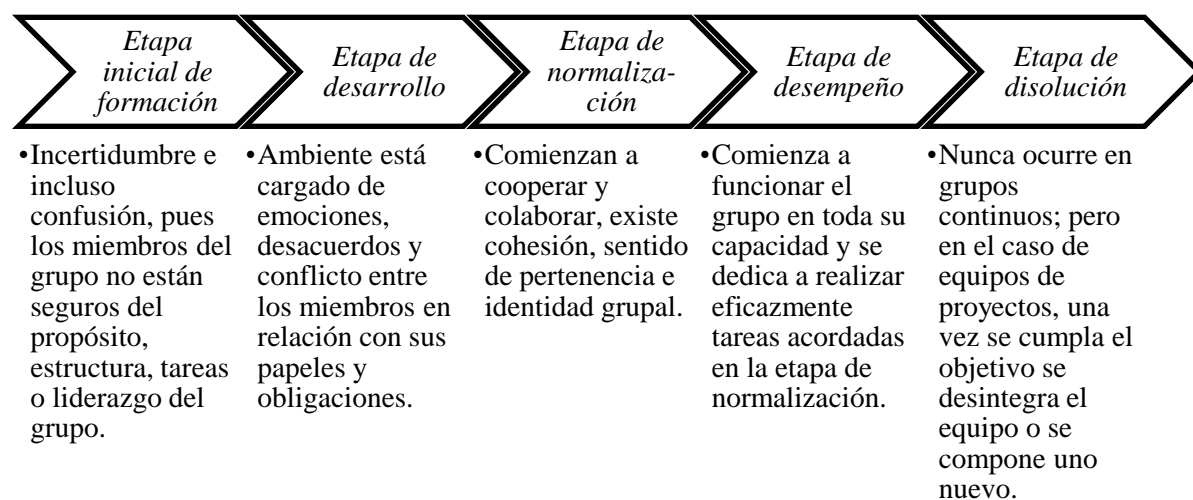 Etapa
inicial de
formación
Etapa de
desarrollo
Etapa de
normaliza-
ción
Etapa de
desempeño
Etapa de
disolución
•Incertidumbre e
incluso
confusión, pues
los miembros del
grupo no están
seguros del
propósito,
estructura, tareas
o liderazgo del
grupo.
•Ambiente está
cargado de
emociones,
desacuerdos y
conflicto entre
los miembros en
relación con sus
papeles y
obligaciones.
•Comienzan a
cooperar y
colaborar, existe
cohesión, sentido
de pertenencia e
identidad grupal.
•Comienza a
funcionar el
grupo en toda su
capacidad y se
dedica a realizar
eficazmente
tareas acordadas
en la etapa de
normalización.
•Nunca ocurre en
grupos
continuos; pero
en el caso de
equipos de
proyectos, una
vez se cumpla el
objetivo se
desintegra el
equipo o se
compone uno
nuevo.